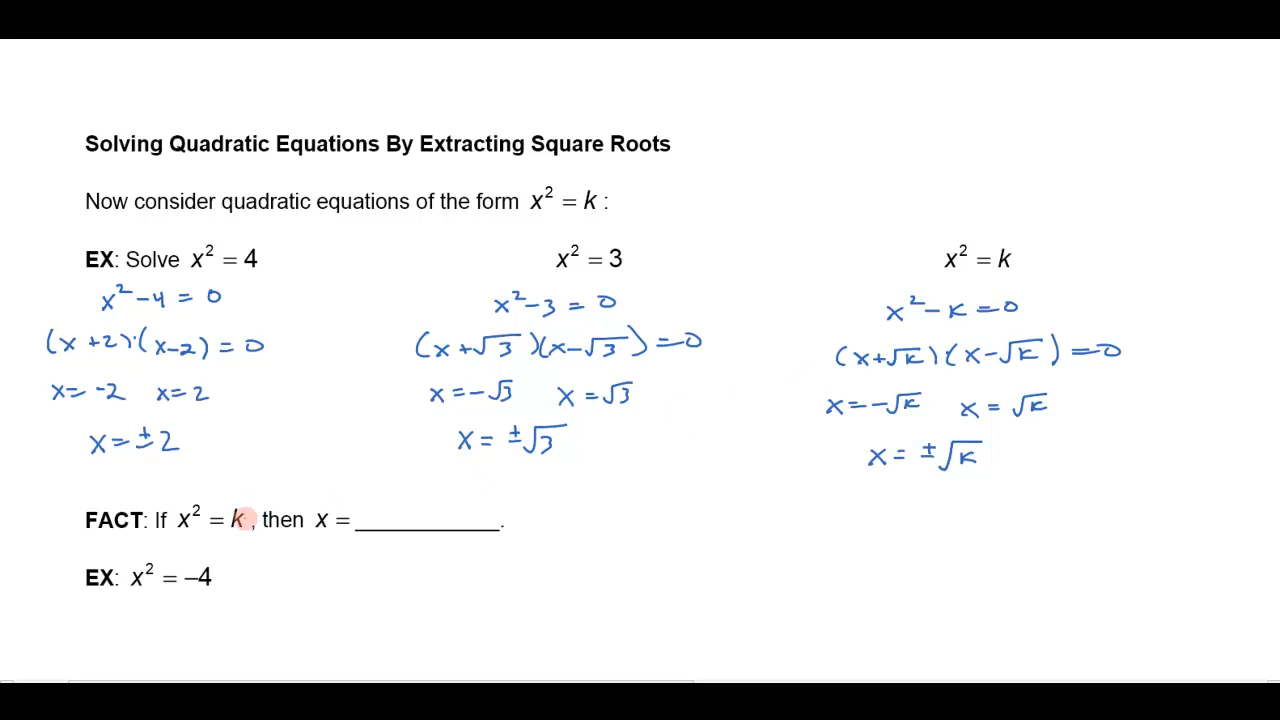 Solving Quadratic Equations By Extracting Square Roots
Now consider quadratic equations of the form x² = k :
EX: Solve x² = 4 x² = 3 x² = k
x² - 4 = 0 x² - 3 = 0 x² - k = 0
(x + 2)·(x - 2) = 0 (x + √3)(x - √3) = 0 (x + √k)·(x - √k) = 0
x = -2 x = 2 x = -√3 x = √3 x = -√k x = √k
x = ±2 x = ±√3 x = ±√k
FACT: If x² = k, then x = ____________.
EX: x² = –4